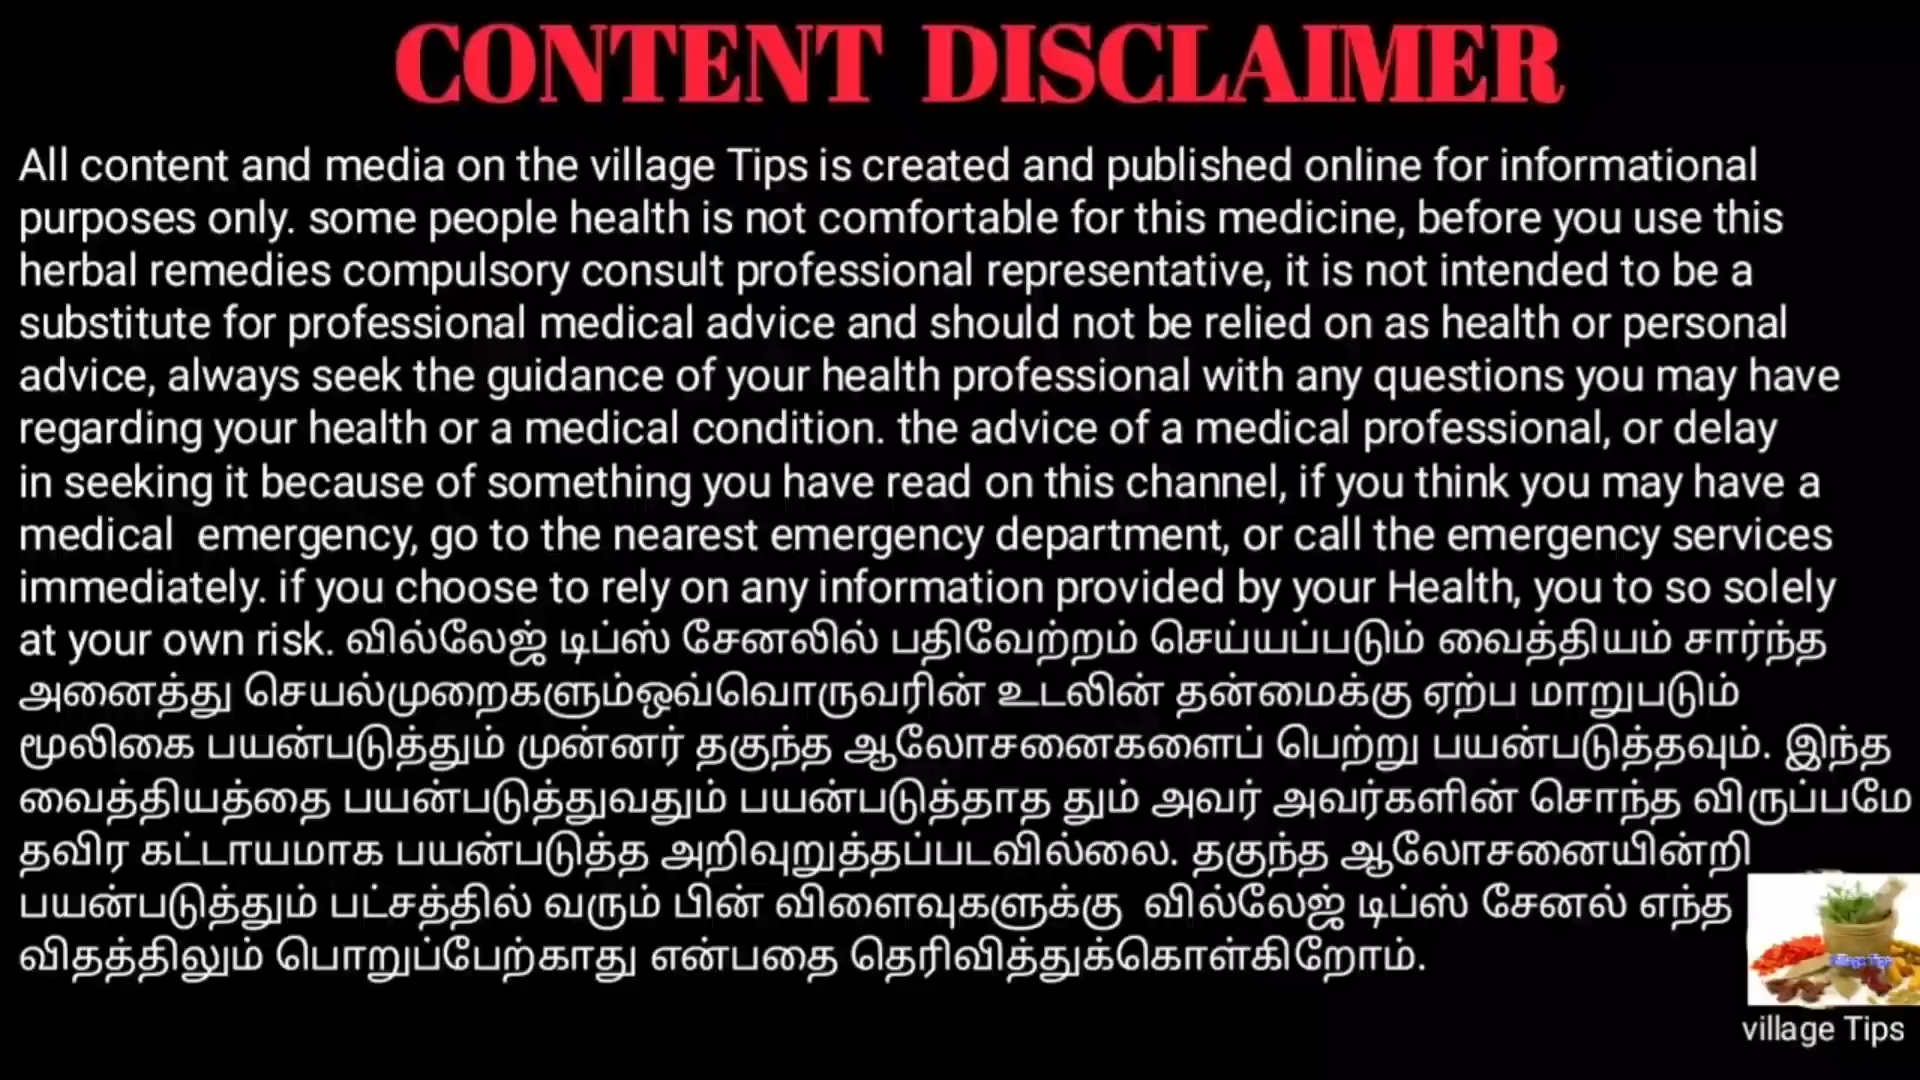 CONTENT DISCLAIMER
All content and media on the village Tips is created and published online for informational
purposes only. some people health is not comfortable for this medicine, before you use this
herbal remedies compulsory consult professional representative, it is not intended to be a
substitute for professional medical advice and should not be relied on as health or personal
advice, always seek the guidance of your health professional with any questions you may have
regarding your health or a medical condition. the advice of a medical professional, or delay
in seeking it because of something you have read on this channel, if you think you may have a
medical  emergency, go to the nearest emergency department, or call the emergency services
immediately. if you choose to rely on any information provided by your Health, you to so solely
at your own risk. வில்லேஜ் டிப்ஸ் சேனலில் பதிவேற்றம் செய்யப்படும் வைத்தியம் சார்ந்த
அனைத்து செயல்முறைகளும்ஒவ்வொருவரின் உடலின் தன்மைக்கு ஏற்ப மாறுபடும்
மூலிகை பயன்படுத்தும் முன்னர் தகுந்த ஆலோசனைகளைப் பெற்று பயன்படுத்தவும். இந்த
வைத்தியத்தை பயன்படுத்துவதும் பயன்படுத்தாத தும் அவர் அவர்களின் சொந்த விருப்பமே
தவிர கட்டாயமாக பயன்படுத்த அறிவுறுத்தப்படவில்லை. தகுந்த ஆலோசனையின்றி
பயன்படுத்தும் பட்சத்தில் வரும் பின் விளைவுகளுக்கு  வில்லேஜ் டிப்ஸ் சேனல் எந்த
விதத்திலும் பொறுப்பேற்காது என்பதை தெரிவித்துக்கொள்கிறோம்.
village Tips